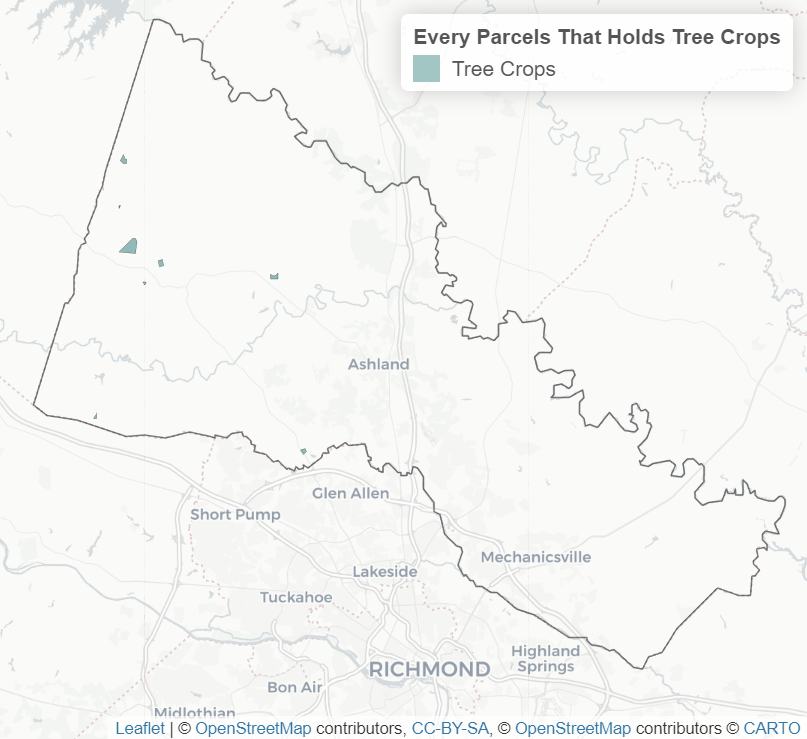 Every Parcels That Holds Tree Crops
Tree Crops
Ashland
Glen Allen
Short Pump
Mechanicsville
Lakeside
Tuckahoe
Highland
Springs
RICHMOND
Bon Air
Midlothian
Leaflet | © OpenStreetMap contributors, CC-BY-SA, © OpenStreetMap contributors © CARTO